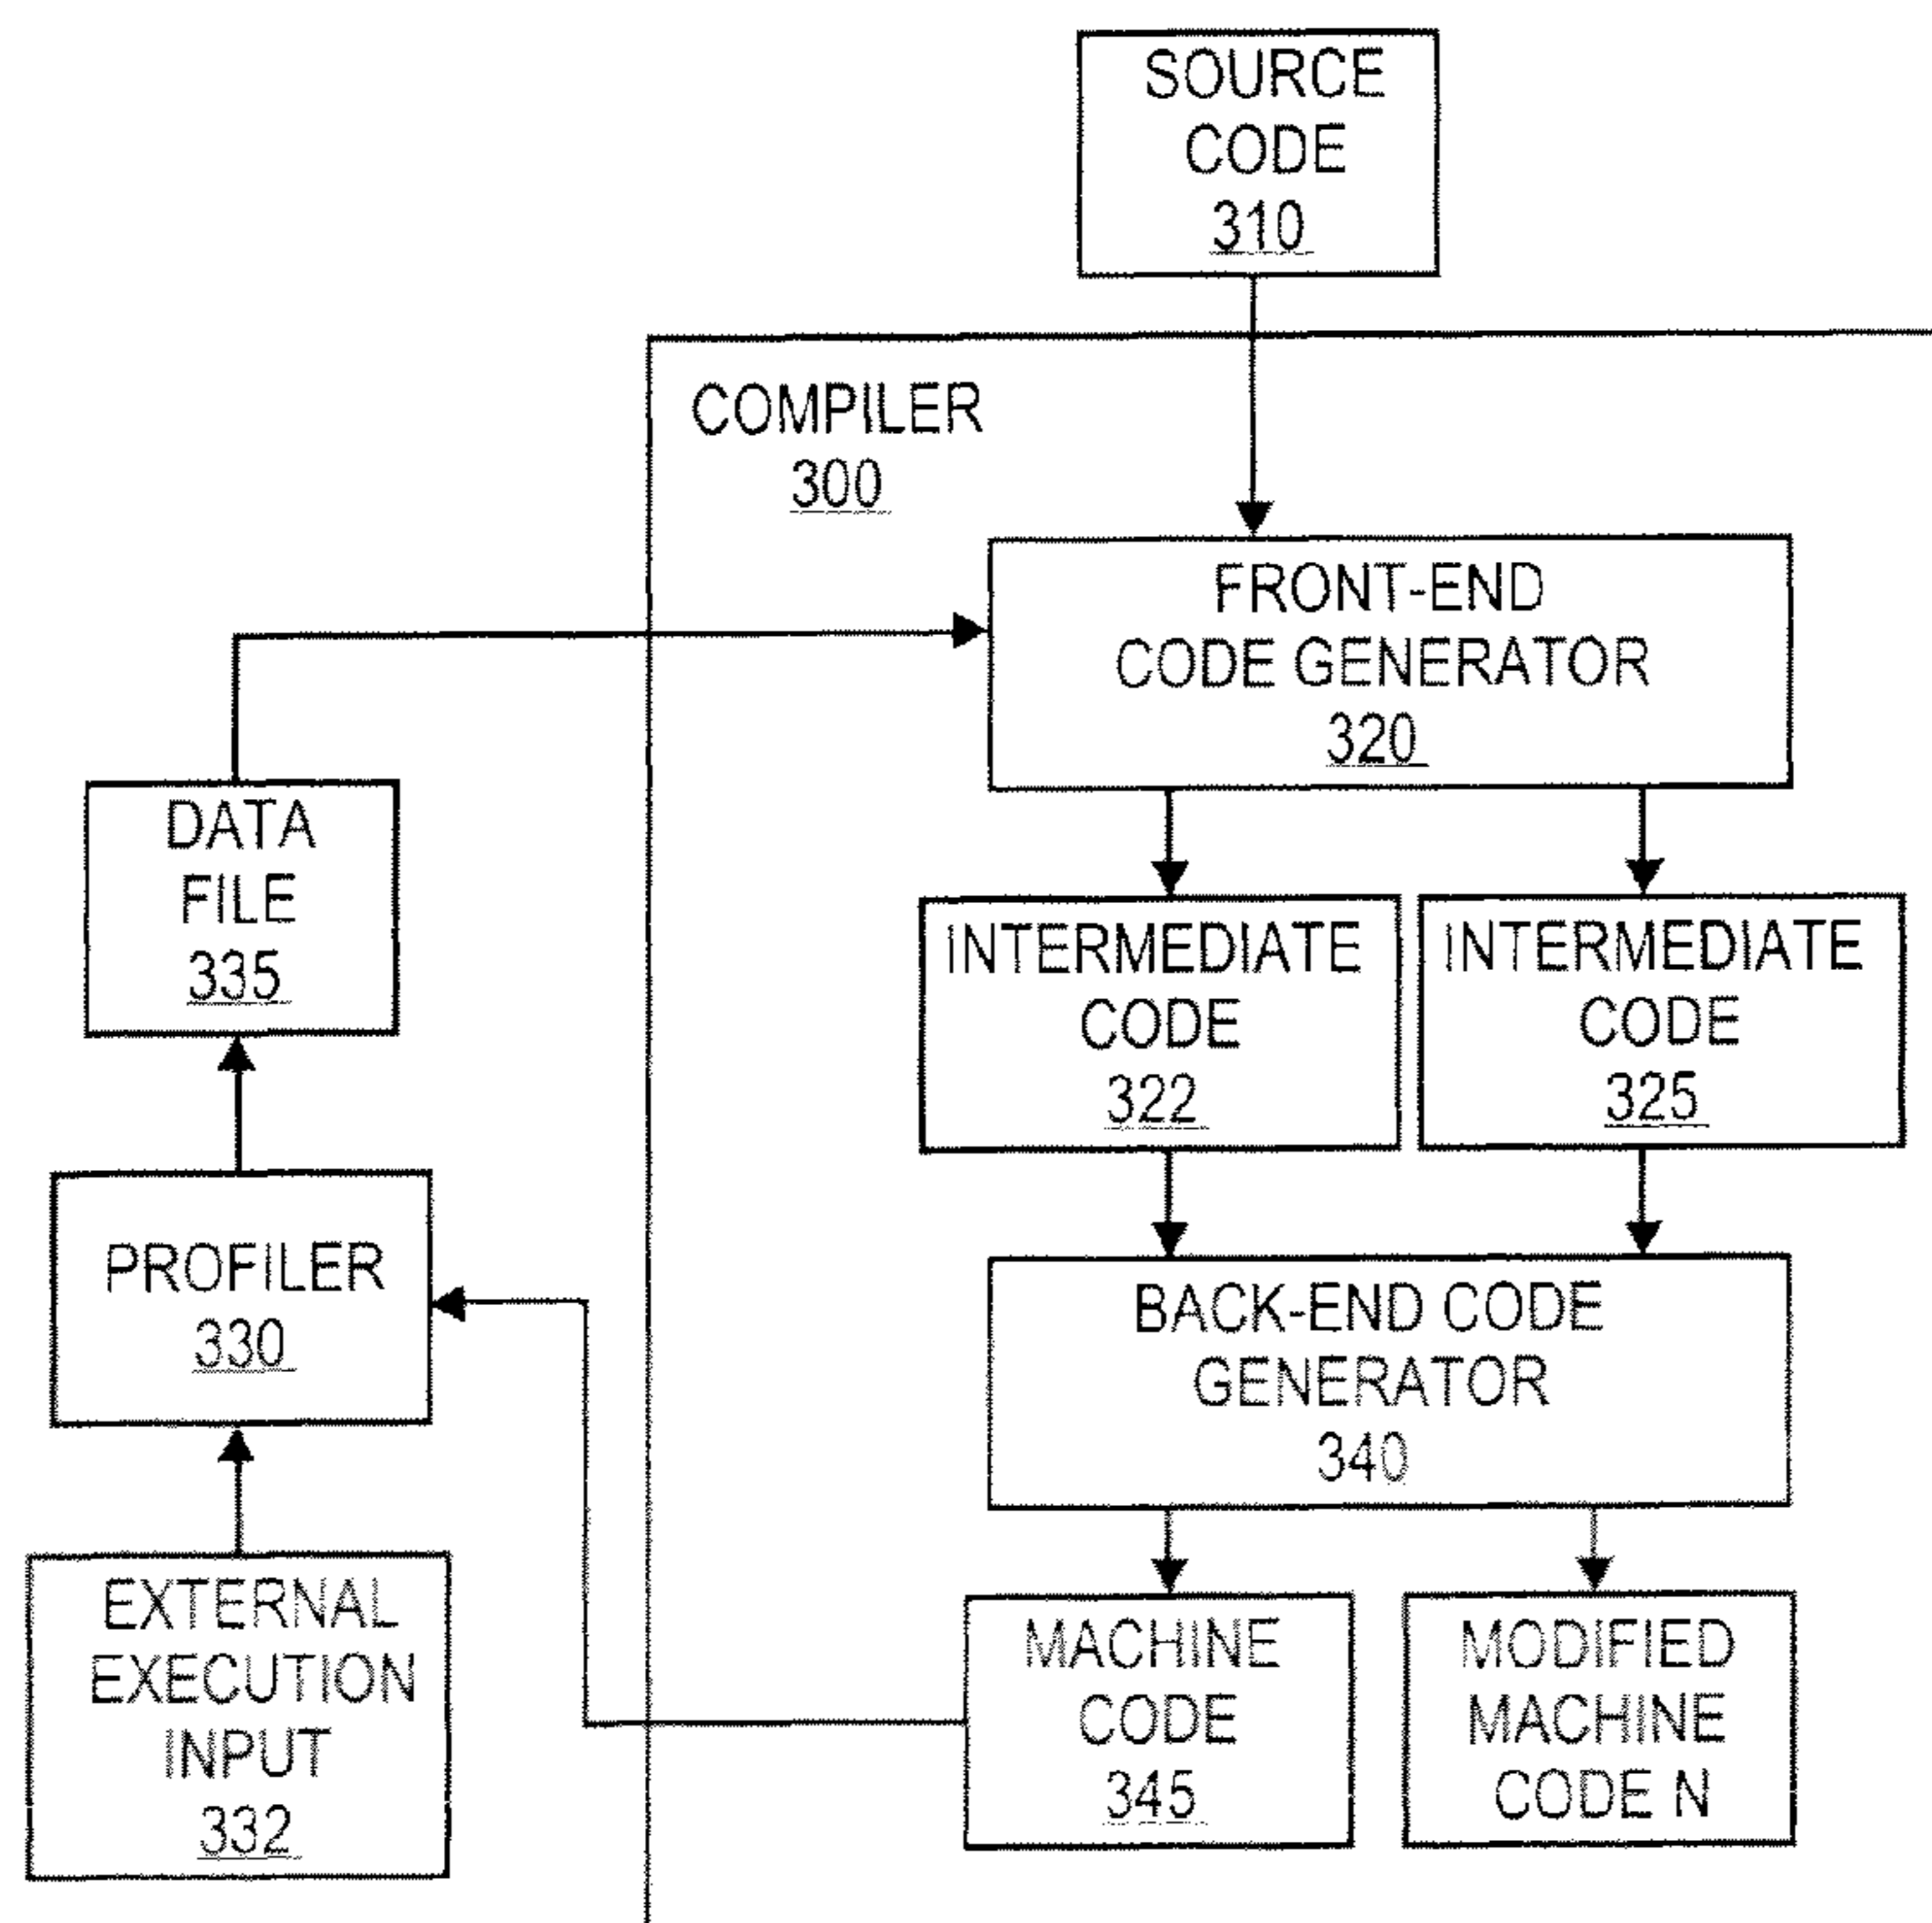 SOURCE
CODE
310
COMPILER
300
FRONT-END
CODE GENERATOR
320
DATA
FILE
335
INTERMEDIATE
CODE
322
INTERMEDIATE
CODE
325
PROFILER
330
BACK-END CODE
GENERATOR
340
EXTERNAL
EXECUTION
INPUT
332
MACHINE
CODE
345
MODIFIED
MACHINE
CODE N